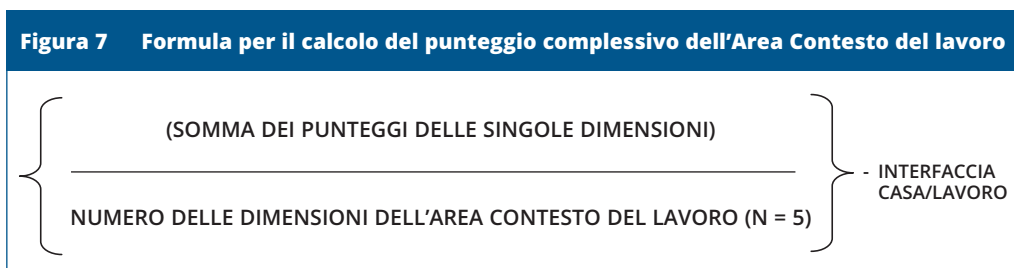 Figura 7 Formula per il calcolo del punteggio complessivo dell'Area Contesto del lavoro
(SOMMA DEI PUNTEGGI DELLE SINGOLE DIMENSIONI)
NUMERO DELLE DIMENSIONI DELL'AREA CONTESTO DEL LAVORO (N = 5)
- INTERFACCIA
CASA/LAVORO